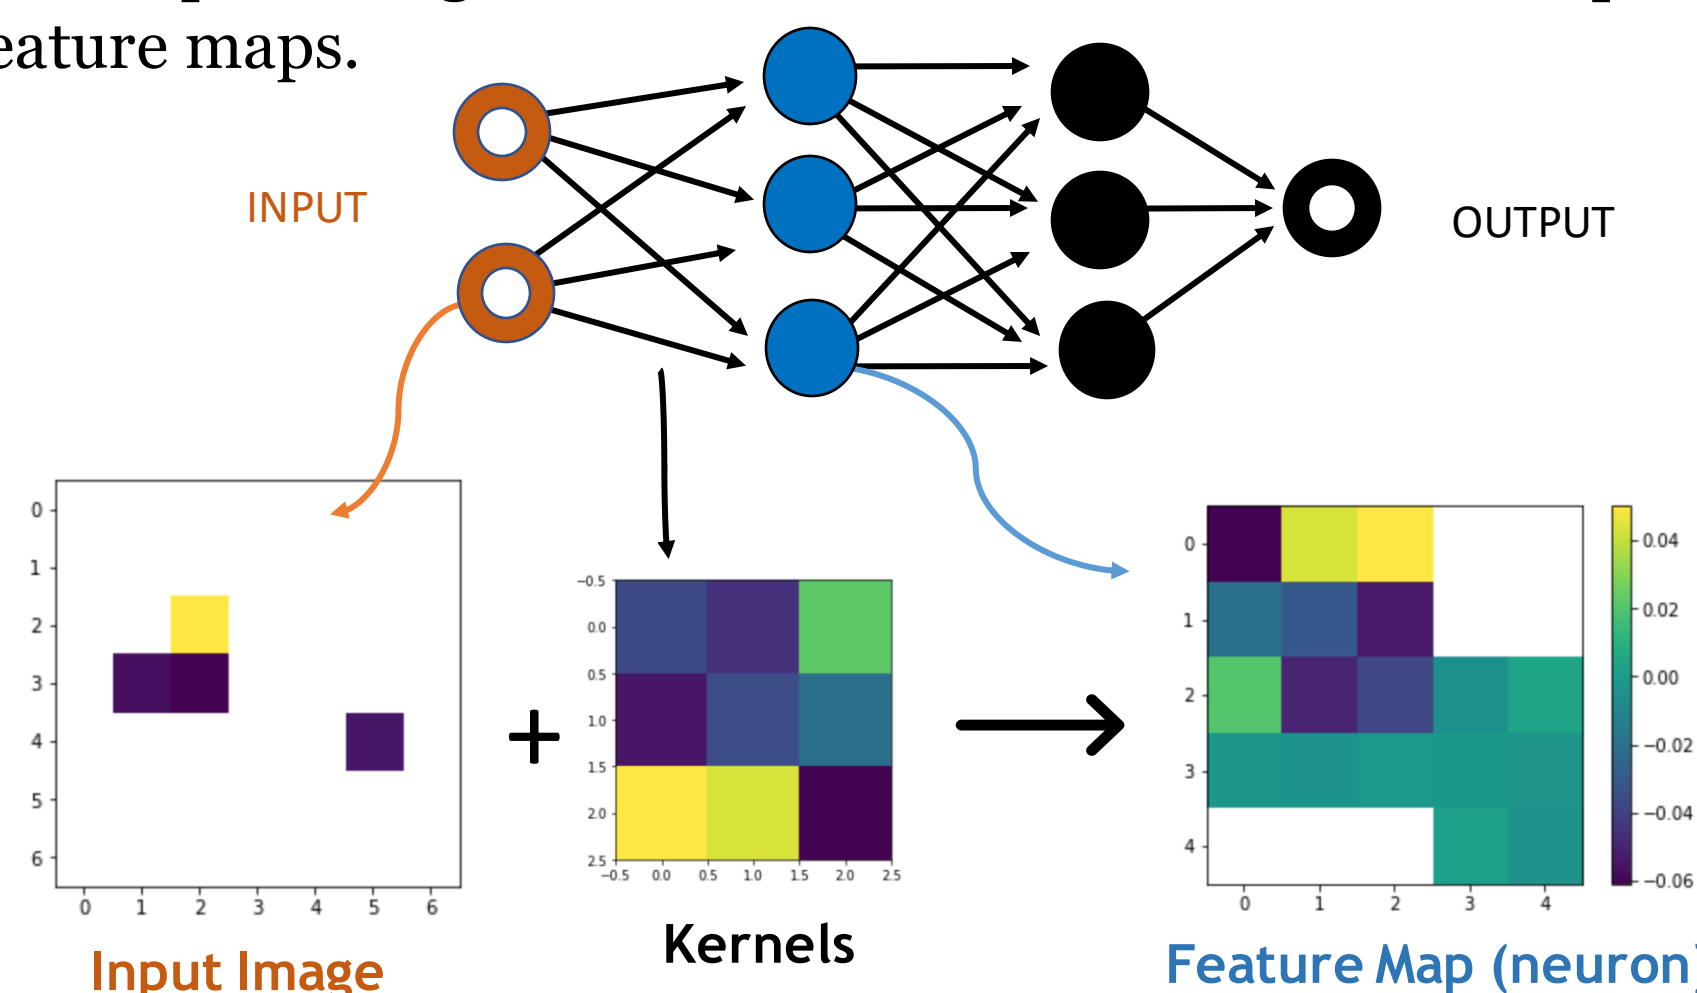 eature maps.
INPUT
OUTPUT
0
1
2
3
4
5
6
0 1 2 3 4 5 6
Input Image
+
−0.5
0.0
0.5
1.0
1.5
2.0
2.5
−0.5 0.0 0.5 1.0 1.5 2.0 2.5
Kernels
0
1
2
3
4
0 1 2 3 4
0.04
0.02
0.00
−0.02
−0.04
−0.06
Feature Map (neuron)